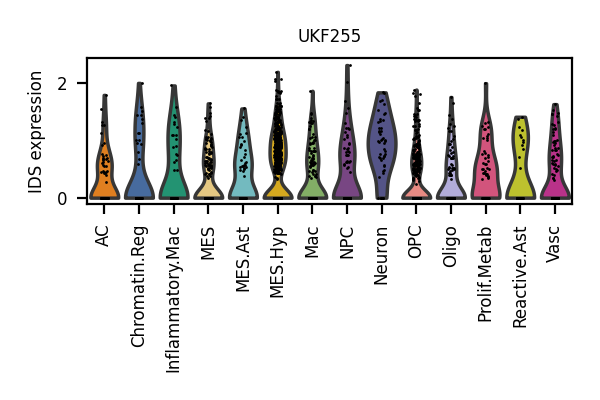 UKF255
IDS expression
2
0
AC
Chromatin.Reg
Inflammatory.Mac
MES
MES.Ast
MES.Hyp
Mac
NPC
Neuron
OPC
Oligo
Prolif.Metab
Reactive.Ast
Vasc